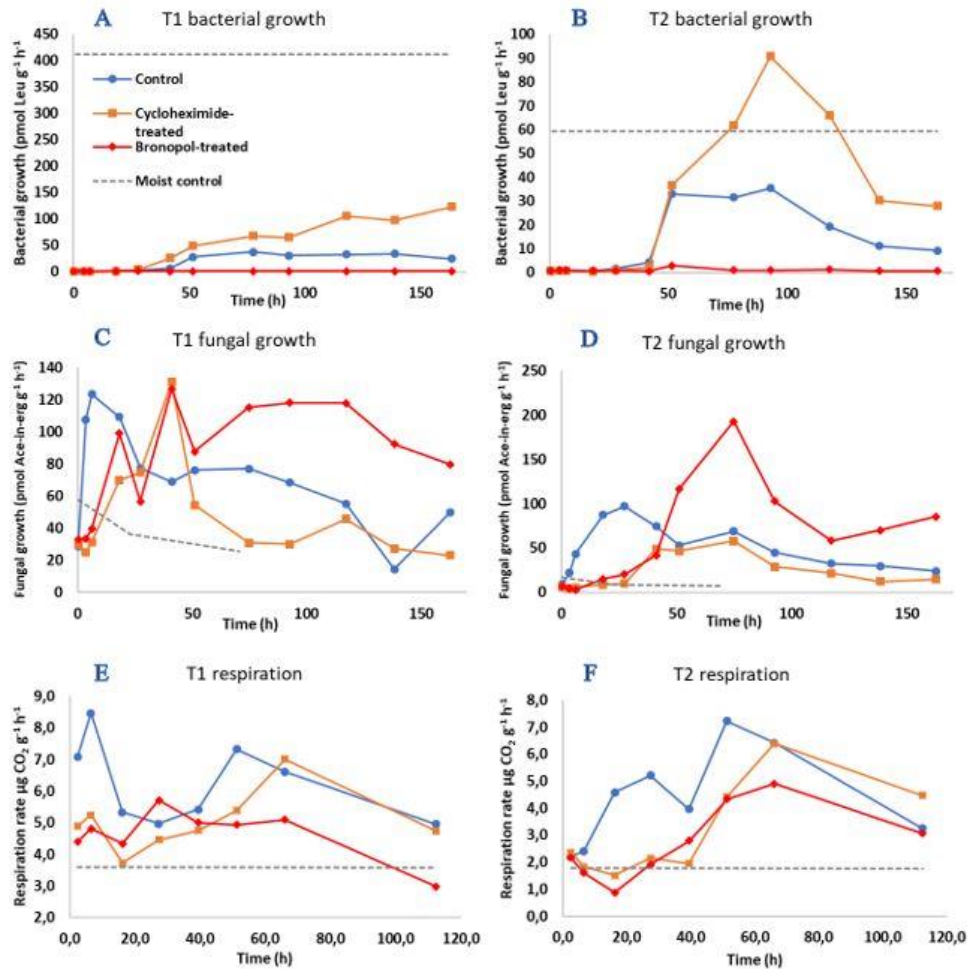 A
T1 bacterial growth
Bacterial growth (pmol Leu g⁻¹ h⁻¹)
450
400
350
300
250
200
150
100
50
0
Control
Cycloheximide-
treated
Bronopol-treated
Moist control
0
50
100
150
Time (h)
B
T2 bacterial growth
Bacterial growth (pmol Leu g⁻¹ h⁻¹)
100
90
80
70
60
50
40
30
20
10
0
0
50
100
150
Time (h)
C
T1 fungal growth
Fungal growth (pmol Ace-in-erg g⁻¹ h⁻¹)
140
120
100
80
60
40
20
0
0
50
100
150
Time (h)
D
T2 fungal growth
Fungal growth (pmol Ace-in-erg g⁻¹ h⁻¹)
250
200
150
100
50
0
0
50
100
150
Time (h)
E
T1 respiration
Respiration rate µg CO₂ g⁻¹ h⁻¹
9,0
8,0
7,0
6,0
5,0
4,0
3,0
2,0
0,0
20,0
40,0
60,0
80,0
100,0
120,0
Time (h)
F
T2 respiration
Respiration rate µg CO₂ g⁻¹ h⁻¹
8,0
7,0
6,0
5,0
4,0
3,0
2,0
1,0
0,0
0,0
20,0
40,0
60,0
80,0
100,0
120,0
Time (h)